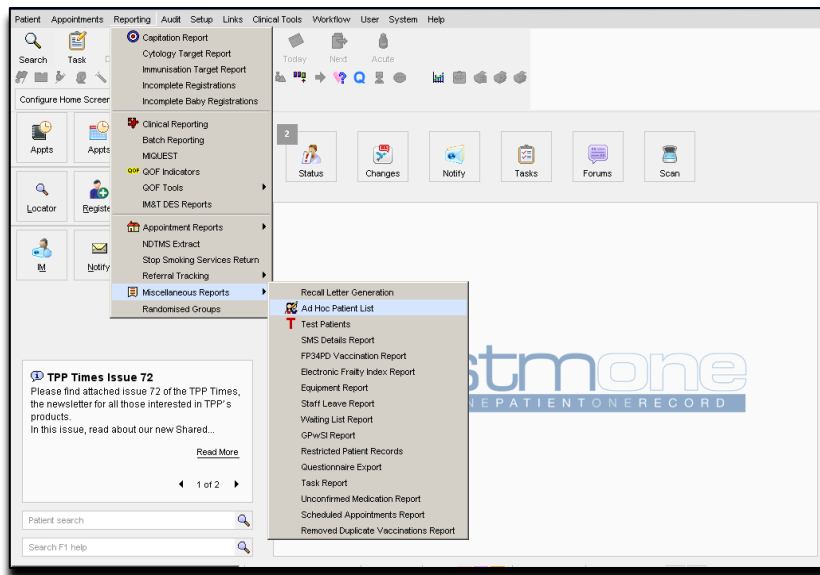 Patient Appointments Reporting Audit Setup Links Clinical Tools Workflow User System Help
Search Task
Today Next Acute
Configure Home Screen
Capitation Report
Cytology Target Report
Immunisation Target Report
Incomplete Registrations
Incomplete Baby Registrations
Clinical Reporting
Batch Reporting
MIQUEST
QOF QOF Indicators
QOF Tools
IM&T DES Reports
Appointment Reports
NDTMS Extract
Stop Smoking Services Return
Referral Tracking
Miscellaneous Reports
Randomised Groups
Appts Appts
Locator Registe
IM Notify
2
Status Changes Notify Tasks Forums Scan
Recall Letter Generation
Ad Hoc Patient List
T Test Patients
SMS Details Report
FP34PD Vaccination Report
Electronic Frailty Index Report
Equipment Report
Staff Leave Report
Waiting List Report
GPwSI Report
Restricted Patient Records
Questionnaire Export
Task Report
Unconfirmed Medication Report
Scheduled Appointments Report
Removed Duplicate Vaccinations Report
stmone
NEPATIENTONERECORD
TPP Times Issue 72
Please find attached issue 72 of the TPP Times,
the newsletter for all those interested in TPP's
products.
In this issue, read about our new Shared...
Read More
1 of 2
Patient search
Search F1 help